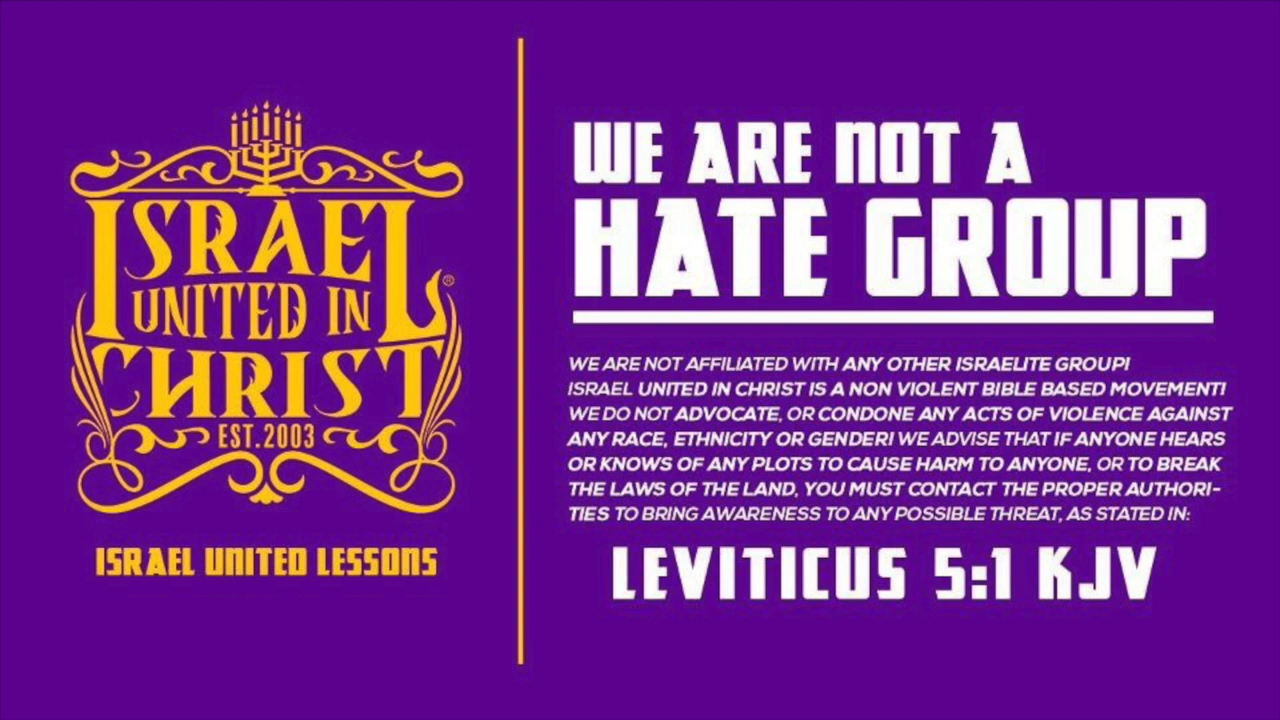 ISRAEL
UNITED IN
CHRIST
EST.2003
ISRAEL UNITED LESSONS
WE ARE NOT A
HATE GROUP
WE ARE NOT AFFILIATED WITH ANY OTHER ISRAELITE GROUP!
ISRAEL UNITED IN CHRIST IS A NON VIOLENT BIBLE BASED MOVEMENT!
WE DO NOT ADVOCATE, OR CONDONE ANY ACTS OF VIOLENCE AGAINST
ANY RACE, ETHNICITY OR GENDER! WE ADVISE THAT IF ANYONE HEARS
OR KNOWS OF ANY PLOTS TO CAUSE HARM TO ANYONE, OR TO BREAK
THE LAWS OF THE LAND, YOU MUST CONTACT THE PROPER AUTHORI-
TIES TO BRING AWARENESS TO ANY POSSIBLE THREAT, AS STATED IN:
LEVITICUS 5:1 KJV